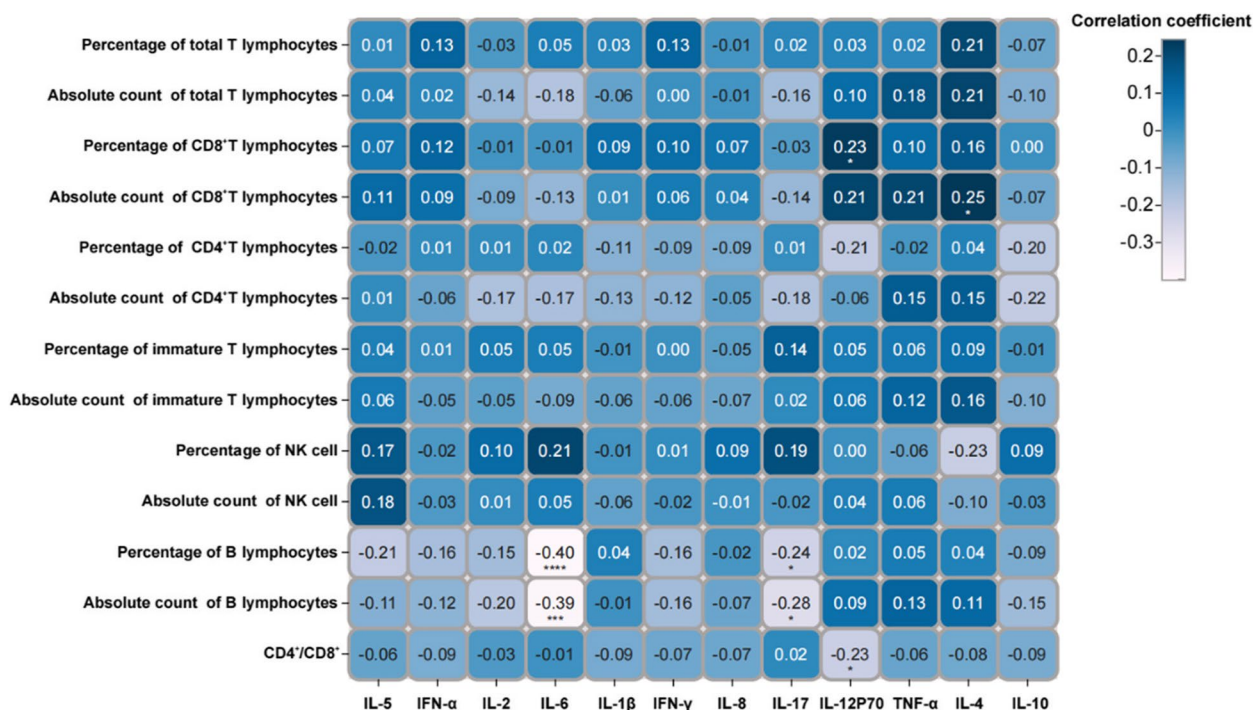 Correlation coefficient
0.2
0.1
0
-0.1
-0.2
-0.3
Percentage of total T lymphocytes 0.01 0.13 -0.03 0.05 0.03 0.13 -0.01 0.02 0.03 0.02 0.21 -0.07
Absolute count of total T lymphocytes 0.04 0.02 -0.14 -0.18 -0.06 0.00 -0.01 -0.16 0.10 0.18 0.21 -0.10
Percentage of CD8⁺T lymphocytes 0.07 0.12 -0.01 -0.01 0.09 0.10 0.07 -0.03 0.23 0.10 0.16 0.00
*
Absolute count of CD8⁺T lymphocytes 0.11 0.09 -0.09 -0.13 0.01 0.06 0.04 -0.14 0.21 0.21 0.25 -0.07
*
Percentage of CD4⁺T lymphocytes -0.02 0.01 0.01 0.02 -0.11 -0.09 -0.09 0.01 -0.21 -0.02 0.04 -0.20
Absolute count of CD4⁺T lymphocytes 0.01 -0.06 -0.17 -0.17 -0.13 -0.12 -0.05 -0.18 -0.06 0.15 0.15 -0.22
Percentage of immature T lymphocytes 0.04 0.01 0.05 0.05 -0.01 0.00 -0.05 0.14 0.05 0.06 0.09 -0.01
Absolute count of immature T lymphocytes 0.06 -0.05 -0.05 -0.09 -0.06 -0.06 -0.07 0.02 0.06 0.12 0.16 -0.10
Percentage of NK cell 0.17 -0.02 0.10 0.21 -0.01 0.01 0.09 0.19 0.00 -0.06 -0.23 0.09
Absolute count of NK cell 0.18 -0.03 0.01 0.05 -0.06 -0.02 -0.01 -0.02 0.04 0.06 -0.10 -0.03
Percentage of B lymphocytes -0.21 -0.16 -0.15 -0.40 0.04 -0.16 -0.02 -0.24 0.02 0.05 0.04 -0.09
**** *
Absolute count of B lymphocytes -0.11 -0.12 -0.20 -0.39 -0.01 -0.16 -0.07 -0.28 0.09 0.13 0.11 -0.15
*** *
CD4⁺/CD8⁺ -0.06 -0.09 -0.03 -0.01 -0.09 -0.07 -0.07 0.02 -0.23 -0.06 -0.08 -0.09
*
IL-5 IFN-α IL-2 IL-6 IL-1β IFN-γ IL-8 IL-17 IL-12P70 TNF-α IL-4 IL-10